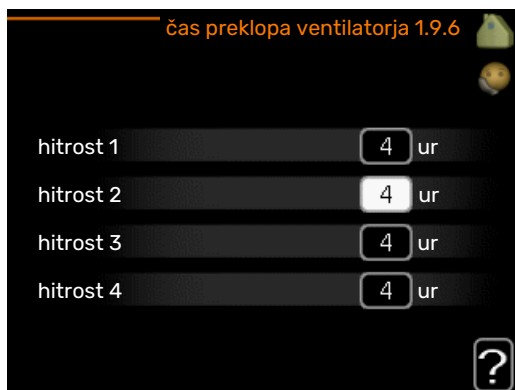 čas preklopa ventilatorja 1.9.6
hitrost 1 4 ur
hitrost 2 4 ur
hitrost 3 4 ur
hitrost 4 4 ur
?